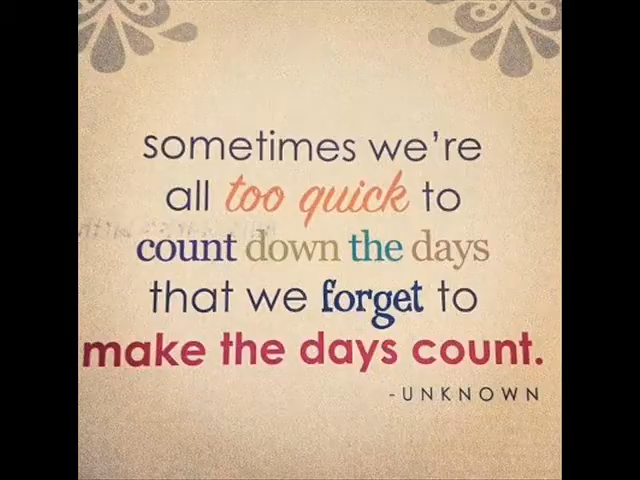 sometimes we're
all too quick to
count down the days
that we forget to
make the days count.
-UNKNOWN